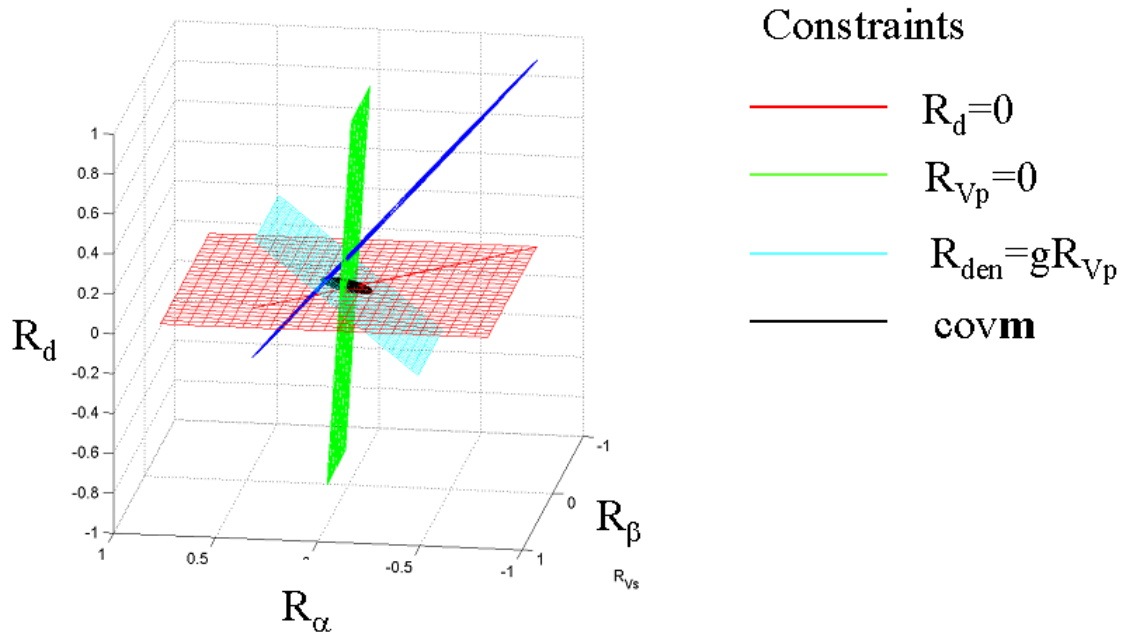 Constraints
R_d=0
R_Vp=0
R_den=gR_Vp
covm
R_d
1
0.8
0.6
0.4
0.2
0
-0.2
-0.4
-0.6
-0.8
-1
1
0.5
-0.5
-1
R_α
-1
0
1
R_β
R_Vs